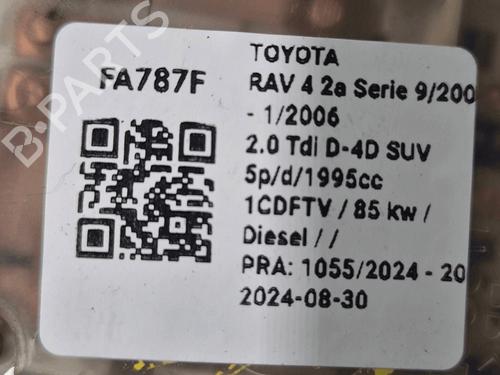 B-PARTS
FA787F
TOYOTA
RAV 4 2a Serie 9/200
- 1/2006
2.0 Tdi D-4D SUV
5p/d/1995cc
1CDFTV / 85 kw /
Diesel / /
PRA: 1055/2024 - 20
2024-08-30